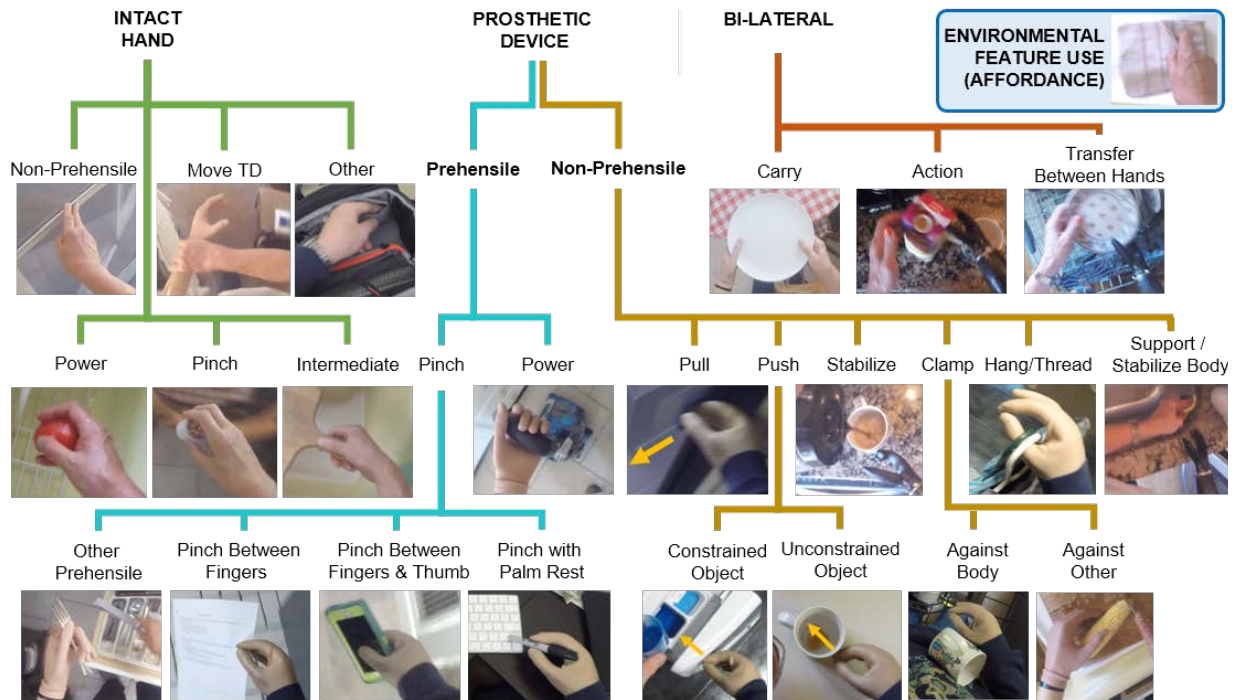 INTACT
HAND
PROSTHETIC
DEVICE
BI-LATERAL
ENVIRONMENTAL
FEATURE USE
(AFFORDANCE)
Non-Prehensile
Move TD
Other
Prehensile
Non-Prehensile
Carry
Action
Transfer
Between Hands
Power
Pinch
Intermediate
Pinch
Power
Pull
Push
Stabilize
Clamp
Hang/Thread
Support /
Stabilize Body
Other
Prehensile
Pinch Between
Fingers
Pinch Between
Fingers & Thumb
Pinch with
Palm Rest
Constrained
Object
Unconstrained
Object
Against
Body
Against
Other